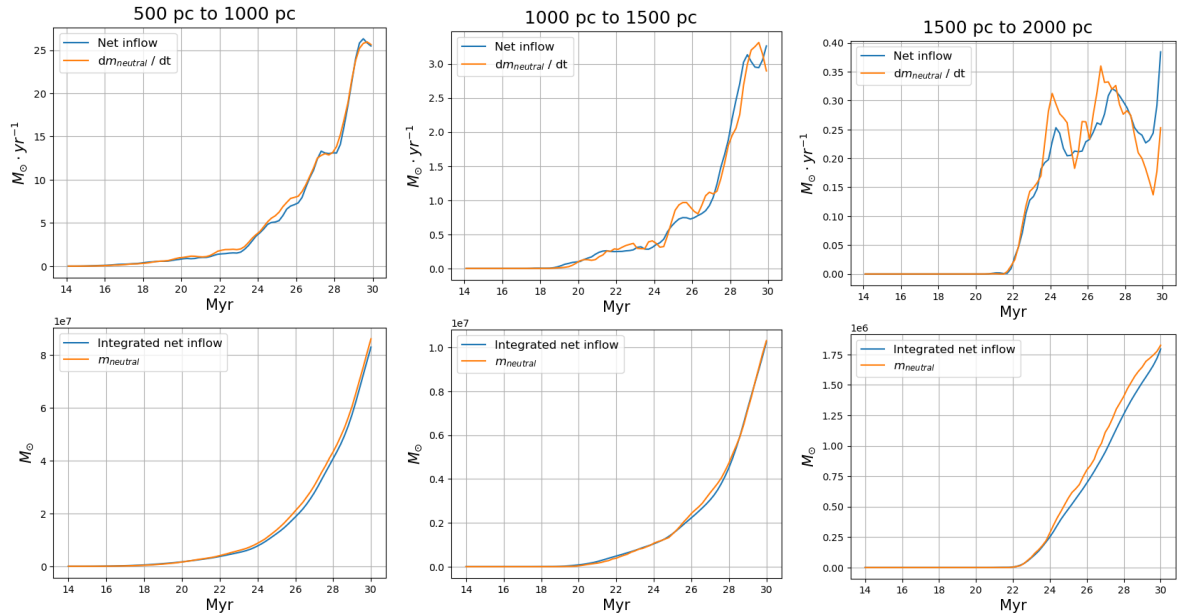 500 pc to 1000 pc
Net inflow
dm_neutral / dt
M⊙ · yr⁻¹
25
20
15
10
5
0
14 16 18 20 22 24 26 28 30
Myr
1000 pc to 1500 pc
Net inflow
dm_neutral / dt
M⊙ · yr⁻¹
3.0
2.5
2.0
1.5
1.0
0.5
0.0
14 16 18 20 22 24 26 28 30
Myr
1500 pc to 2000 pc
Net inflow
dm_neutral / dt
M⊙ · yr⁻¹
0.40
0.35
0.30
0.25
0.20
0.15
0.10
0.05
0.00
14 16 18 20 22 24 26 28 30
Myr
1e7
Integrated net inflow
m_neutral
M⊙
8
6
4
2
0
14 16 18 20 22 24 26 28 30
Myr
1e7
Integrated net inflow
m_neutral
M⊙
1.0
0.8
0.6
0.4
0.2
0.0
14 16 18 20 22 24 26 28 30
Myr
1e6
Integrated net inflow
m_neutral
M⊙
1.75
1.50
1.25
1.00
0.75
0.50
0.25
0.00
14 16 18 20 22 24 26 28 30
Myr